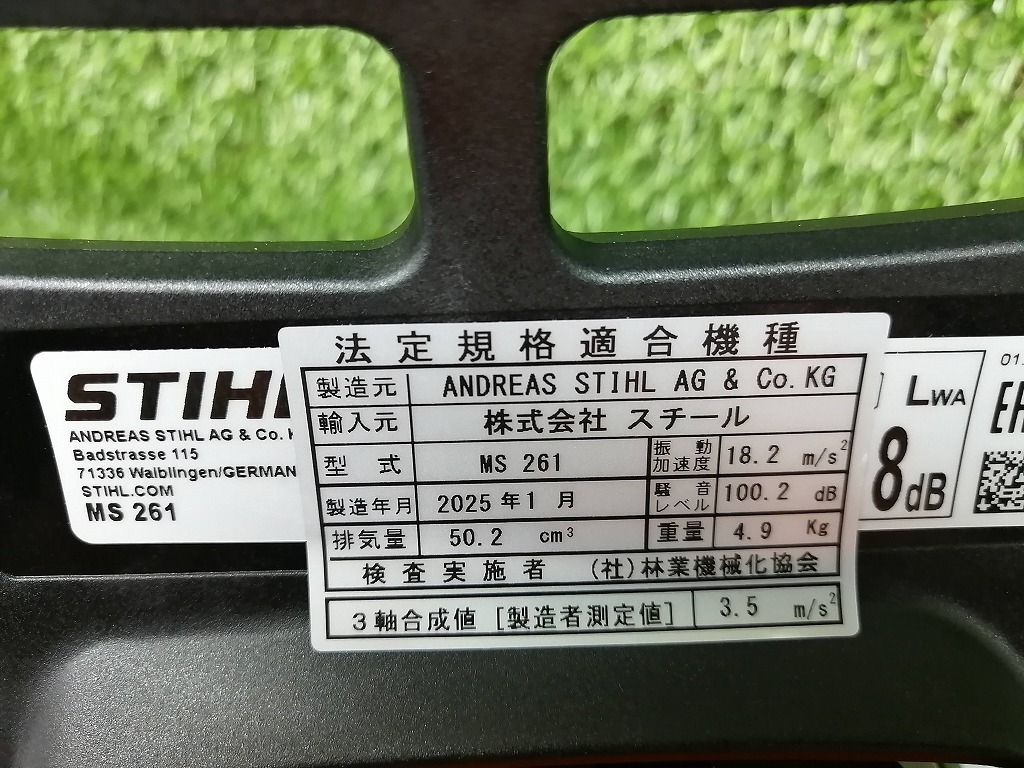 法定規格適合機種
製造元 ANDREAS STIHL AG & Co. KG
輸入元 株式会社 スチール
型式 MS 261 振動加速度 18.2 m/s²
製造年月 2025年1月 騒音レベル 100.2 dB
排気量 50.2 cm³ 重量 4.9 Kg
検査実施者 (社)林業機械化協会
3軸合成値 [製造者測定値] 3.5 m/s²
STIHL
ANDREAS STIHL AG & Co.
Badstrasse 115
71336 Waiblingen/GERMAN
STIHL.COM
MS 261
LWA
8dB
01